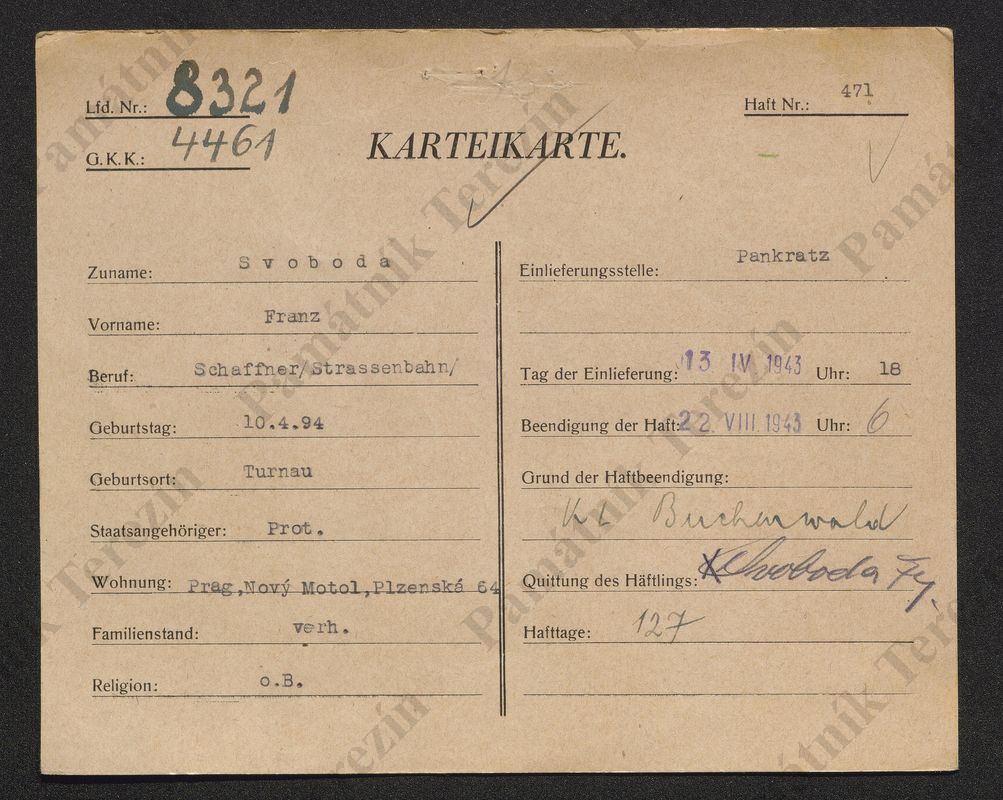 Lfd. Nr.: 8321
G. K. K.: 4461
Haft Nr.: 471
KARTEIKARTE.
Zuname: Svoboda
Vorname: Franz
Beruf: Schaffner/Strassenbahn/
Geburtstag: 10.4.94
Geburtsort: Turnau
Staatsangehöriger: Prot.
Wohnung: Prag,Nový Motol,Plzenská 64
Familienstand: verh.
Religion: o.B.
Einlieferungsstelle: Pankratz
Tag der Einlieferung: 13 IV 1943 Uhr: 18
Beendigung der Haft: 22. VIII. 1943 Uhr: 6
Grund der Haftbeendigung:
KL Buchenwald
Quittung des Häftlings: Svoboda
Hafttage: 127
Památník Terezín